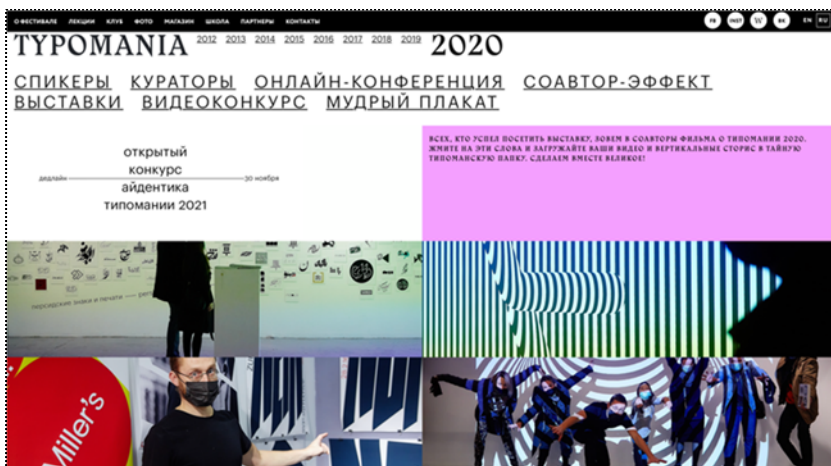 О ФЕСТИВАЛЕ ЛЕКЦИИ КЛУБ ФОТО МАГАЗИН ШКОЛА ПАРТНЕРЫ КОНТАКТЫ
FB INST W ВК EN RU
TYPOMANIA 2012 2013 2014 2015 2016 2017 2018 2019 2020
СПИКЕРЫ КУРАТОРЫ ОНЛАЙН-КОНФЕРЕНЦИЯ СОАВТОР-ЭФФЕКТ
ВЫСТАВКИ ВИДЕОКОНКУРС МУДРЫЙ ПЛАКАТ
открытый
конкурс
дедлайн 30 ноября
айдентика
типомании 2021
ВСЕХ, КТО УСПЕЛ ПОСЕТИТЬ ВЫСТАВКУ, ЗОВЕМ В СОАВТОРЫ ФИЛЬМА О ТИПОМАНИИ 2020.
ЖМИТЕ НА ЭТИ СЛОВА И ЗАГРУЖАЙТЕ ВАШИ ВИДЕО И ВЕРТИКАЛЬНЫЕ СТОРИС В ТАЙНУЮ
ТИПОМАНСКУЮ ПАПКУ. СДЕЛАЕМ ВМЕСТЕ ВЕЛИКОЕ!
персидские знаки и печати
Miller's